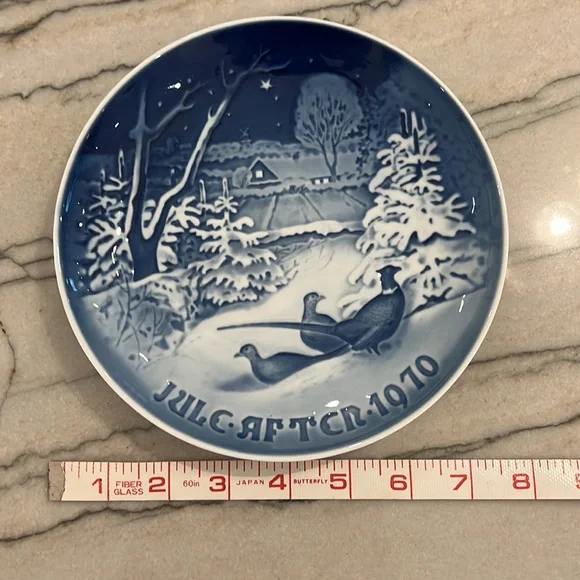 JULE·AFTEN·1970
1 FIBER GLASS 2 60in 3 JAPAN 4 BUTTERFLY 5 6 7 8